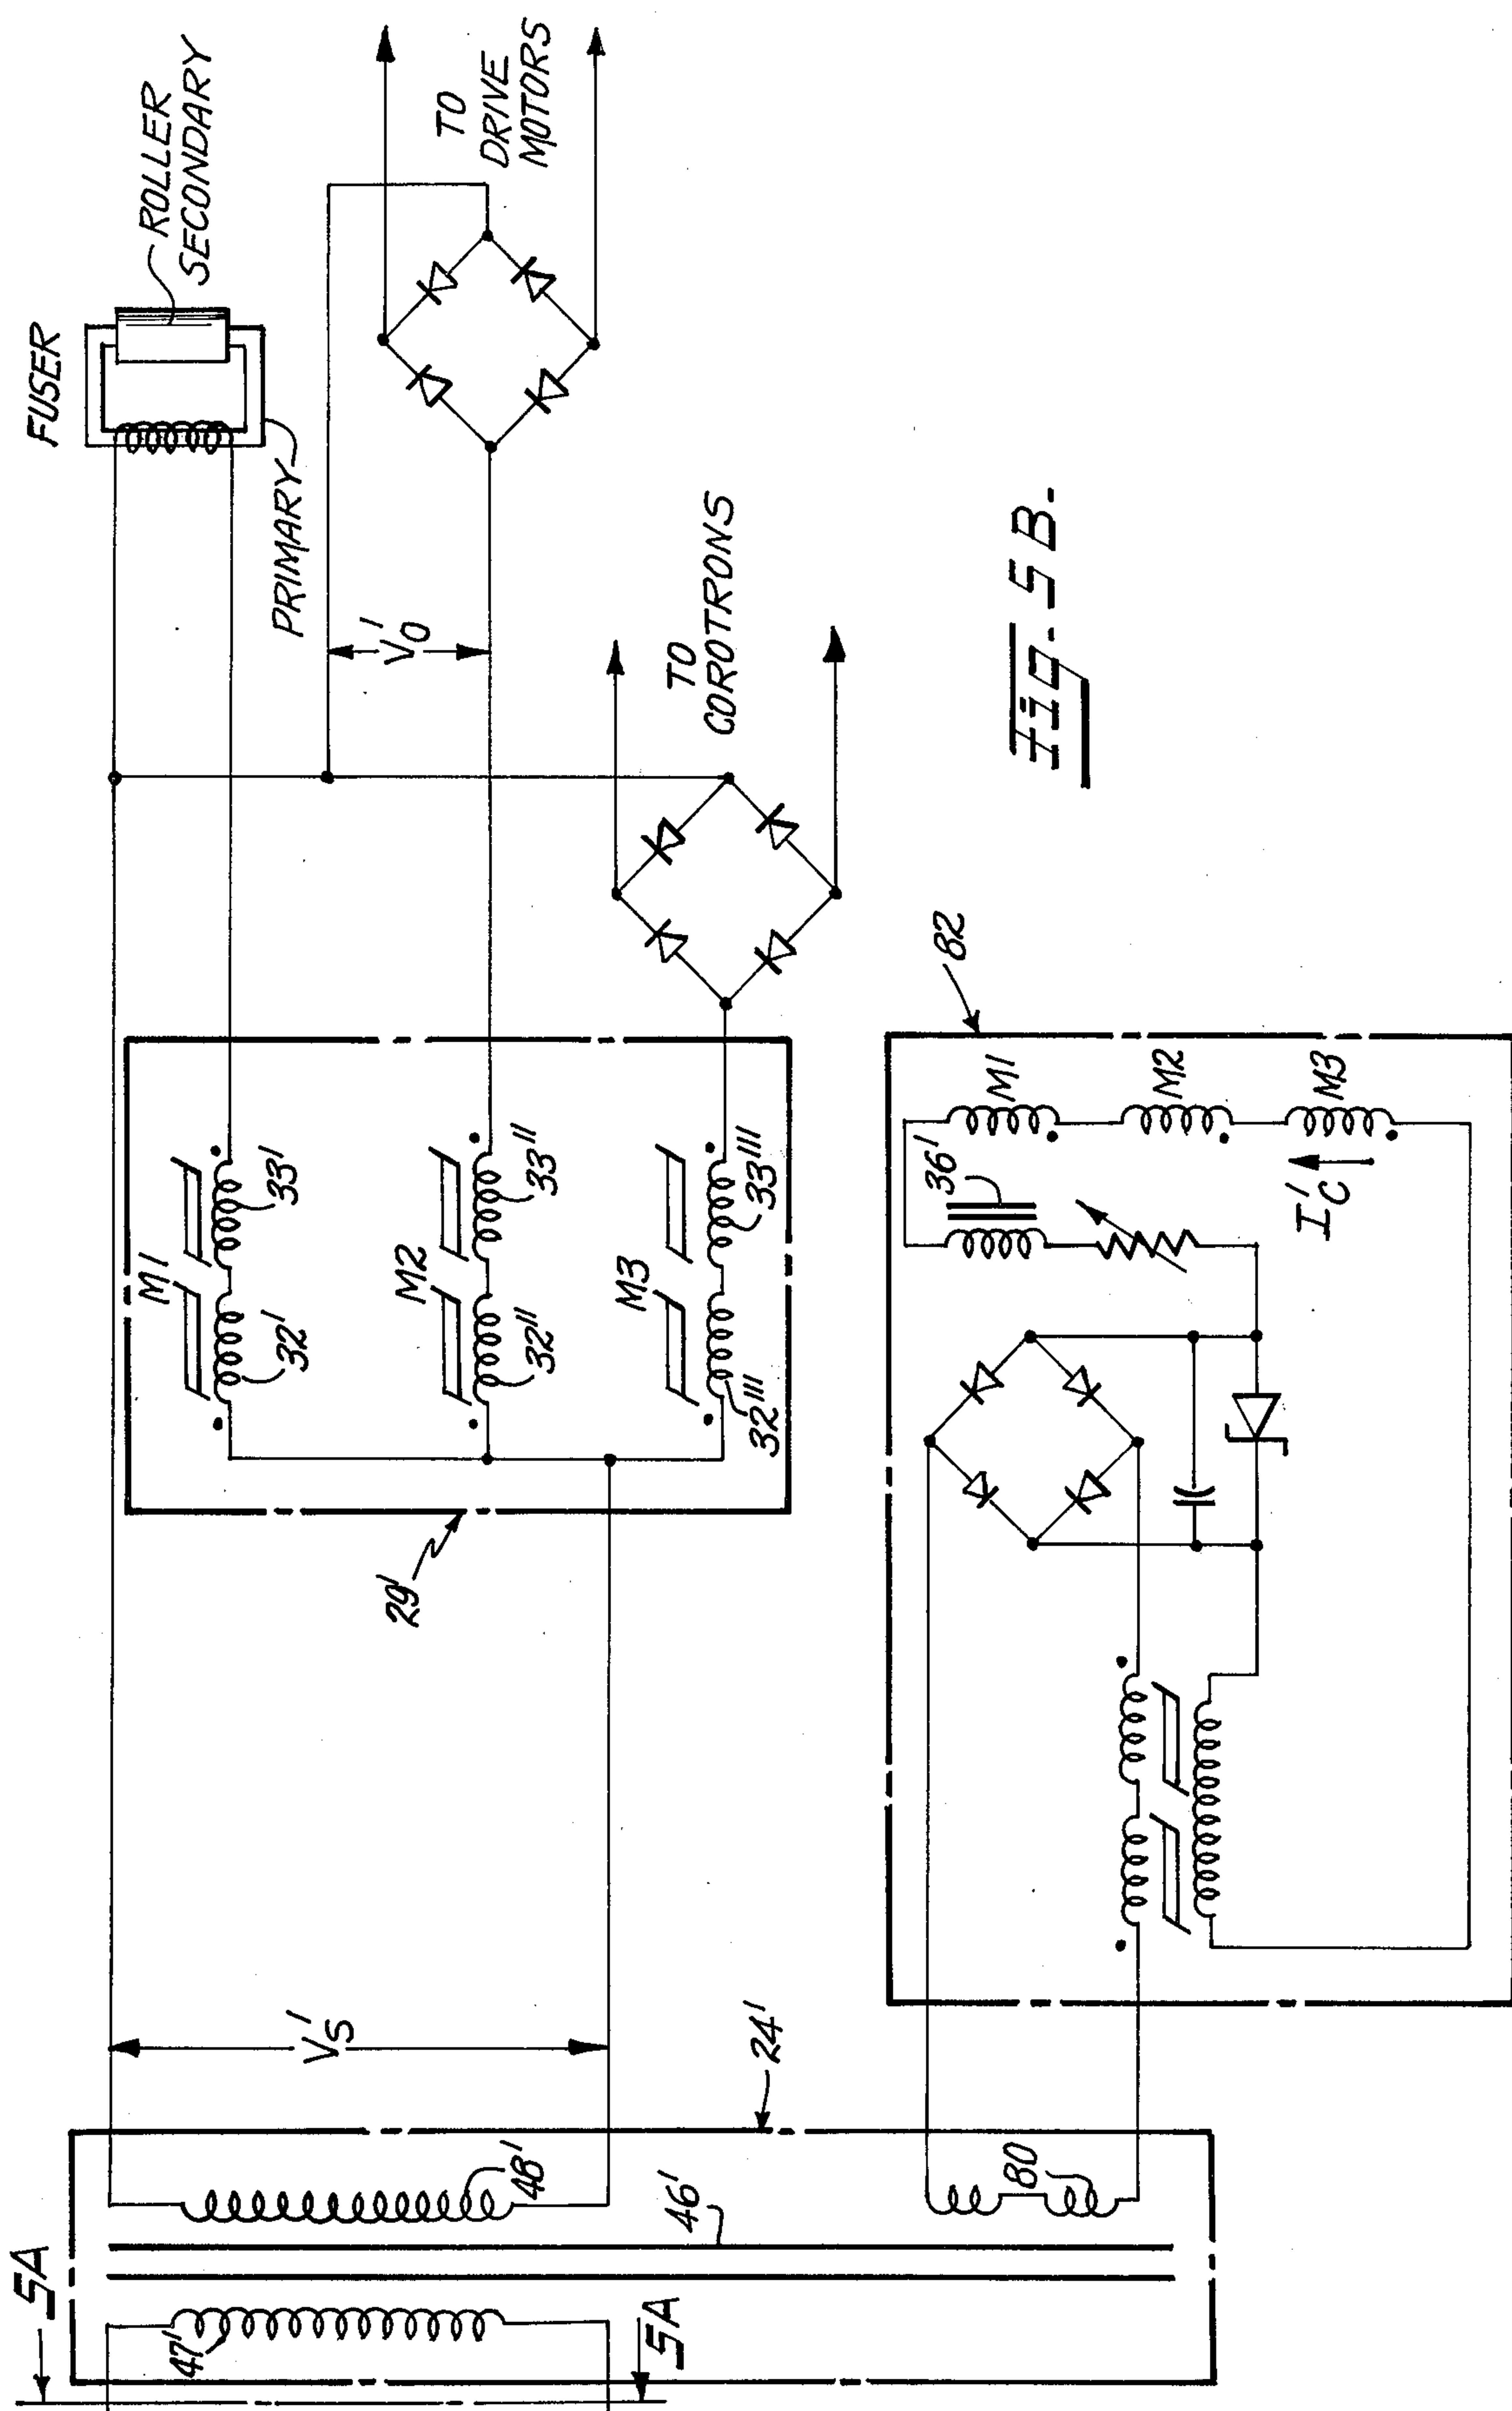 FUSER
ROLLER
SECONDARY
PRIMARY
TO
DRIVE
MOTORS
V'O
TO
COROTRONS
M1
32'
33'
M2
32"
33"
M3
32'''
33'''
29'
V'S
24'
48'
46'
47'
80
5A
5A
82
36'
M1
M2
M3
I'C
Fig. 5B.